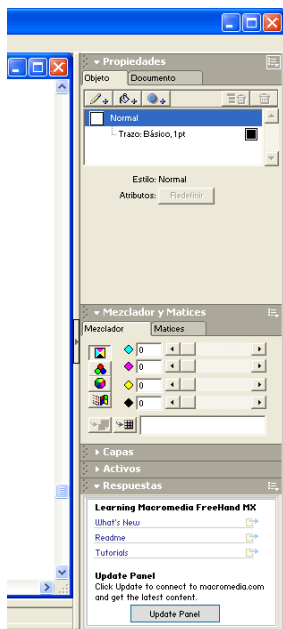 Propiedades
Objeto Documento
Normal
Trazo: Básico, 1pt
Estilo: Normal
Atributos: Redefinir
Mezclador y Matices
Mezclador Matices
0
0
0
0
Capas
Activos
Respuestas
Learning Macromedia FreeHand MX
What's New
Readme
Tutorials
Update Panel
Click Update to connect to macromedia.com
and get the latest content.
Update Panel